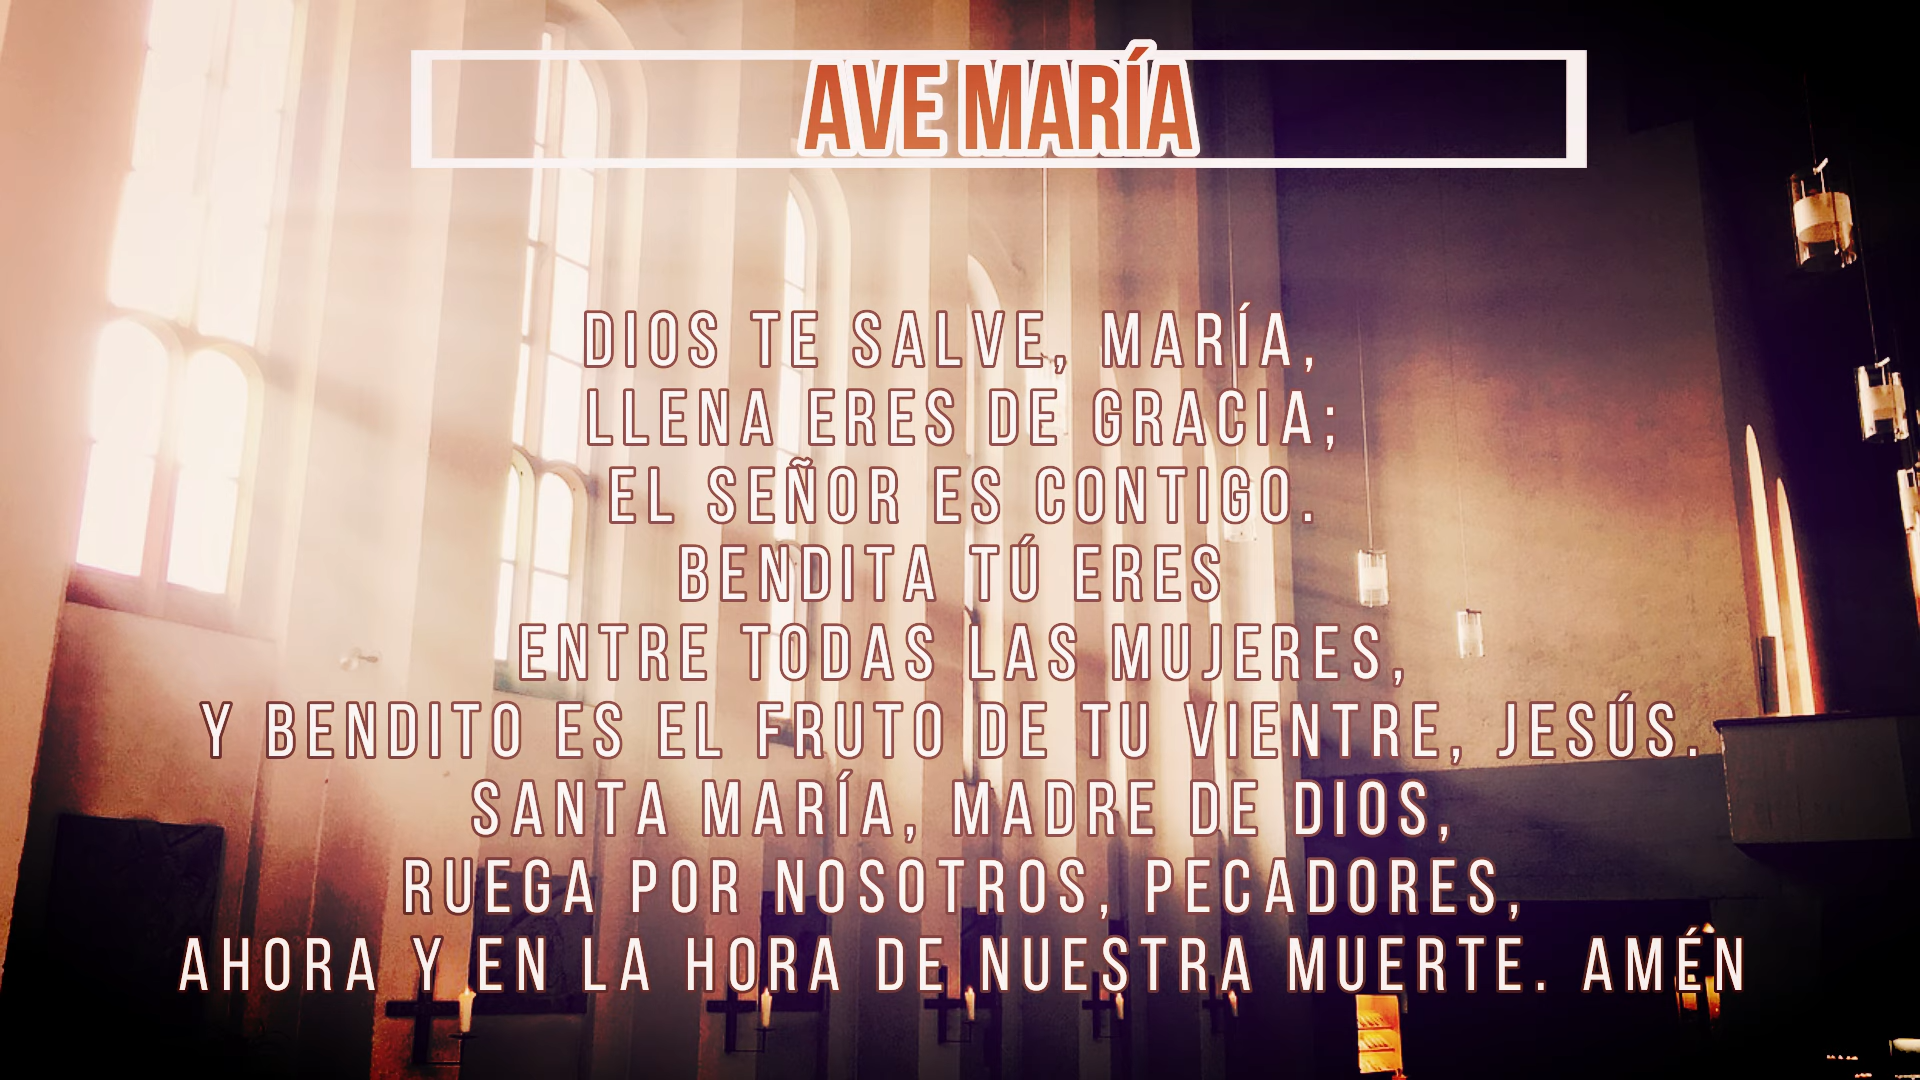 AVE MARÍA
DIOS TE SALVE, MARÍA,
LLENA ERES DE GRACIA;
EL SEÑOR ES CONTIGO.
BENDITA TÚ ERES
ENTRE TODAS LAS MUJERES,
Y BENDITO ES EL FRUTO DE TU VIENTRE, JESÚS.
SANTA MARÍA, MADRE DE DIOS,
RUEGA POR NOSOTROS, PECADORES,
AHORA Y EN LA HORA DE NUESTRA MUERTE. AMÉN